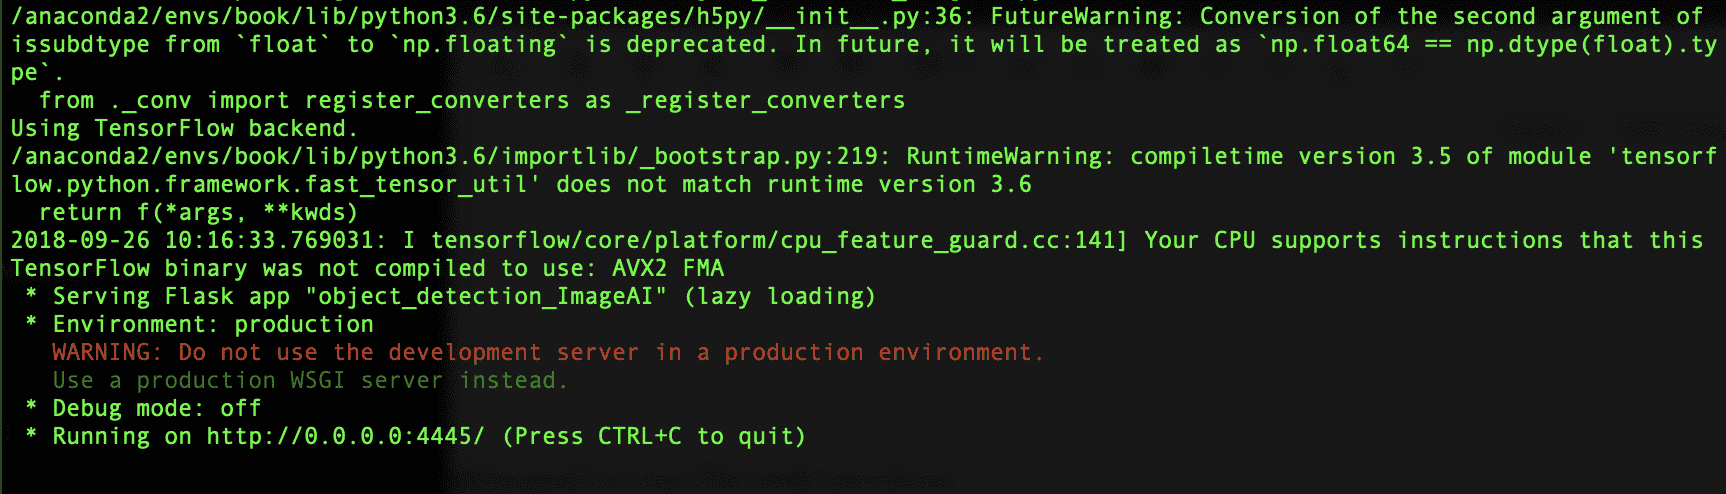 /anaconda2/envs/book/lib/python3.6/site-packages/h5py/__init__.py:36: FutureWarning: Conversion of the second argument of
issubdtype from `float` to `np.floating` is deprecated. In future, it will be treated as `np.float64 == np.dtype(float).ty
pe`.
  from ._conv import register_converters as _register_converters
Using TensorFlow backend.
/anaconda2/envs/book/lib/python3.6/importlib/_bootstrap.py:219: RuntimeWarning: compiletime version 3.5 of module 'tensorf
low.python.framework.fast_tensor_util' does not match runtime version 3.6
  return f(*args, **kwds)
2018-09-26 10:16:33.769031: I tensorflow/core/platform/cpu_feature_guard.cc:141] Your CPU supports instructions that this
TensorFlow binary was not compiled to use: AVX2 FMA
 * Serving Flask app "object_detection_ImageAI" (lazy loading)
 * Environment: production
   WARNING: Do not use the development server in a production environment.
   Use a production WSGI server instead.
 * Debug mode: off
 * Running on http://0.0.0.0:4445/ (Press CTRL+C to quit)